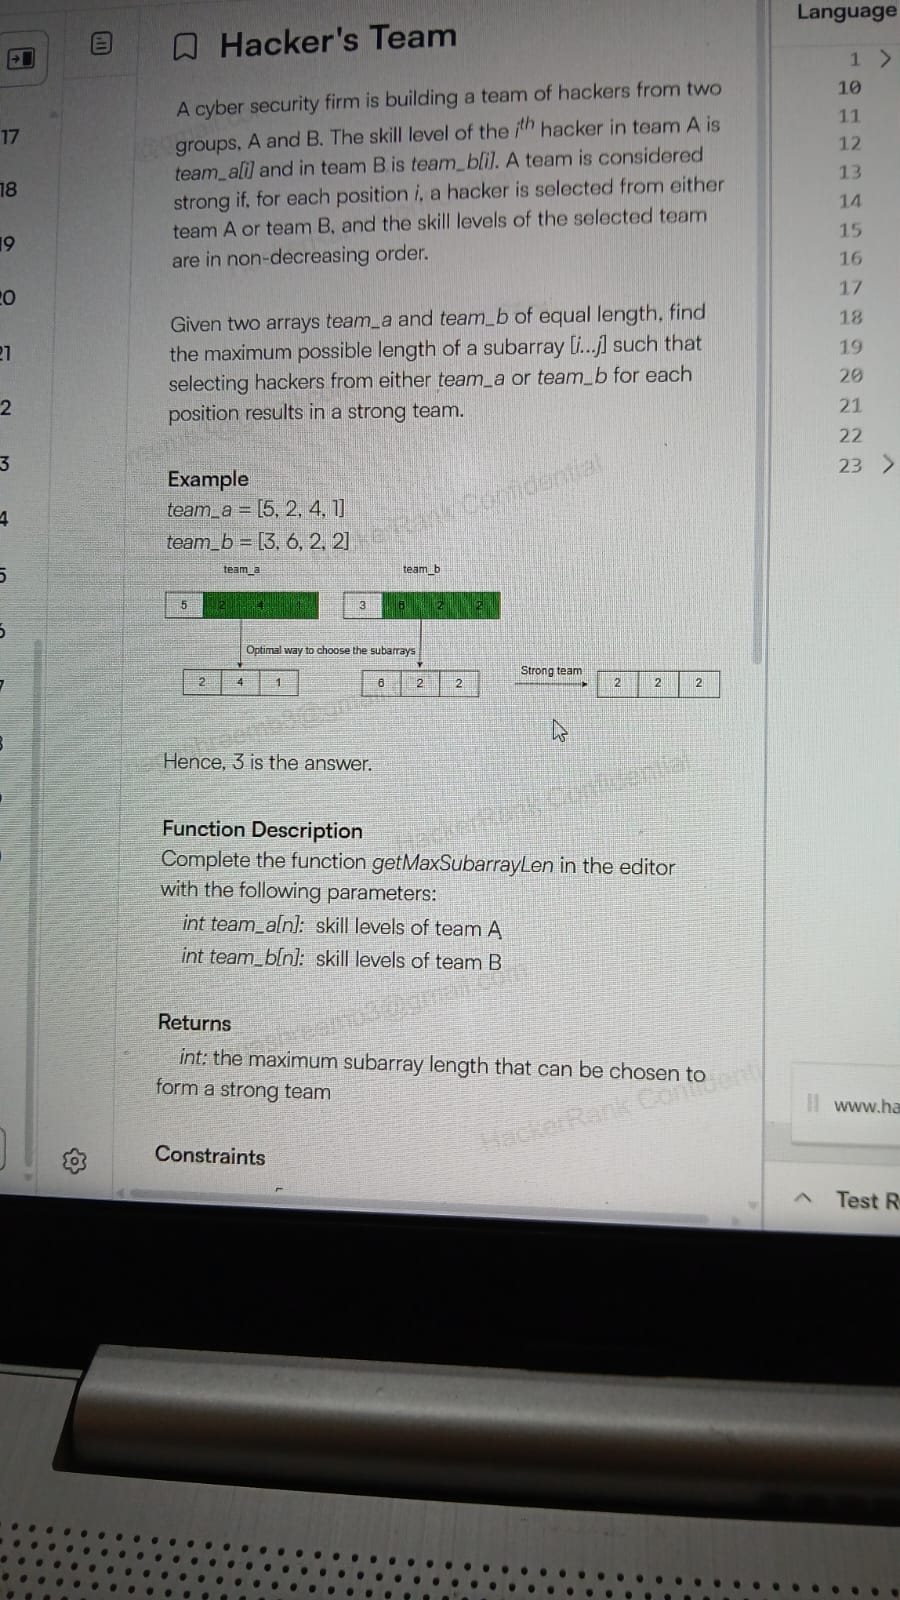 Language
Hacker's Team
A cyber security firm is building a team of hackers from two
groups, A and B. The skill level of the ith hacker in team A is
team_a[i] and in team B is team_b[i]. A team is considered
strong if, for each position i, a hacker is selected from either
team A or team B, and the skill levels of the selected team
are in non-decreasing order.
Given two arrays team_a and team_b of equal length, find
the maximum possible length of a subarray [i...j] such that
selecting hackers from either team_a or team_b for each
position results in a strong team.
Example
team_a = [5, 2, 4, 1]
team_b = [3, 6, 2, 2]
team_a team_b
5 2 4 1 3 6 2 2
Optimal way to choose the subarrays
Strong team
2 4 1 6 2 2 2 2 2
Hence, 3 is the answer.
Function Description
Complete the function getMaxSubarrayLen in the editor
with the following parameters:
int team_a[n]: skill levels of team A
int team_b[n]: skill levels of team B
Returns
int: the maximum subarray length that can be chosen to
form a strong team
Constraints
17
18
19
20
21
2
3
4
5
1 >
10
11
12
13
14
15
16
17
18
19
20
21
22
23 >
www.ha
Test R
HackerRank Confidential